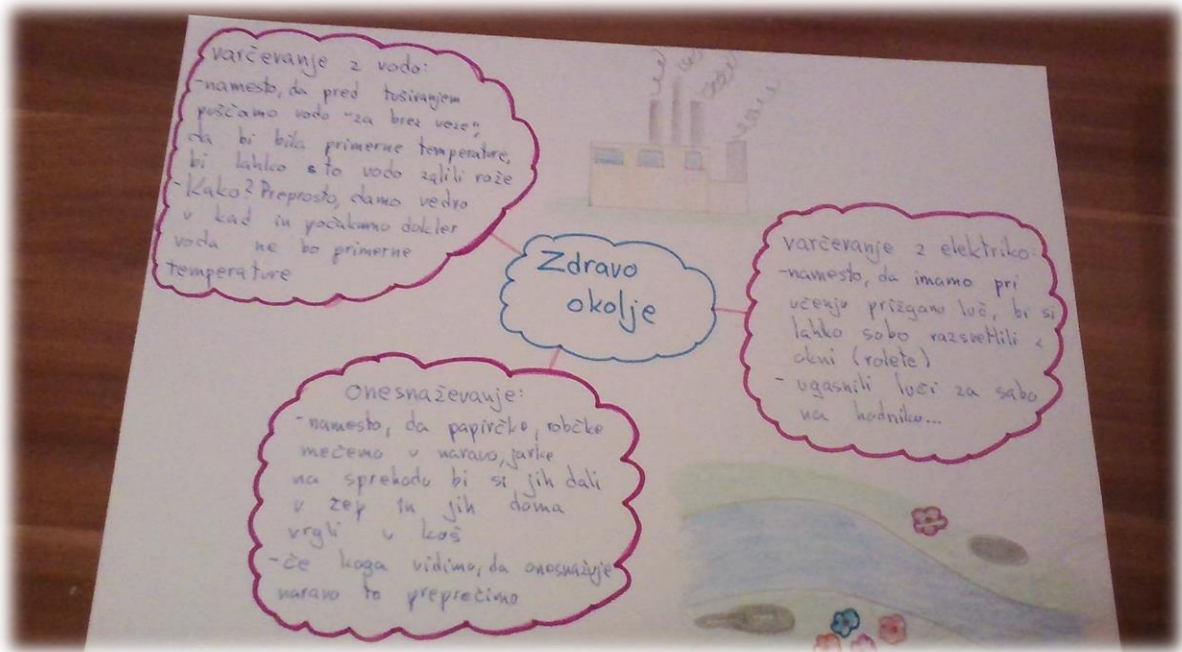 varčevanje z vodo:
- namesto, da pred tuširanjem
puščamo vodo "za brez veze",
da bi bila primerne temperature,
bi lahko s to vodo zalili rože
- Kako? Preprosto, damo vedro
v kad in počakamo dokler
voda ne bo primerne
temperature
Zdravo
okolje
varčevanje z elektriko:
- namesto, da imamo pri
učenju prižgano luč, bi si
lahko sobo razsvetlili z
okni (rolete)
- ugasnili luči za sabo
na hodniku...
onesnaževanje:
- namesto, da papirčke, robčke
mečemo v naravo, jarke
na sprehodu bi si jih dali
v žep in jih doma
vrgli v koš
- če koga vidimo, da onesnažuje
naravo to preprečimo